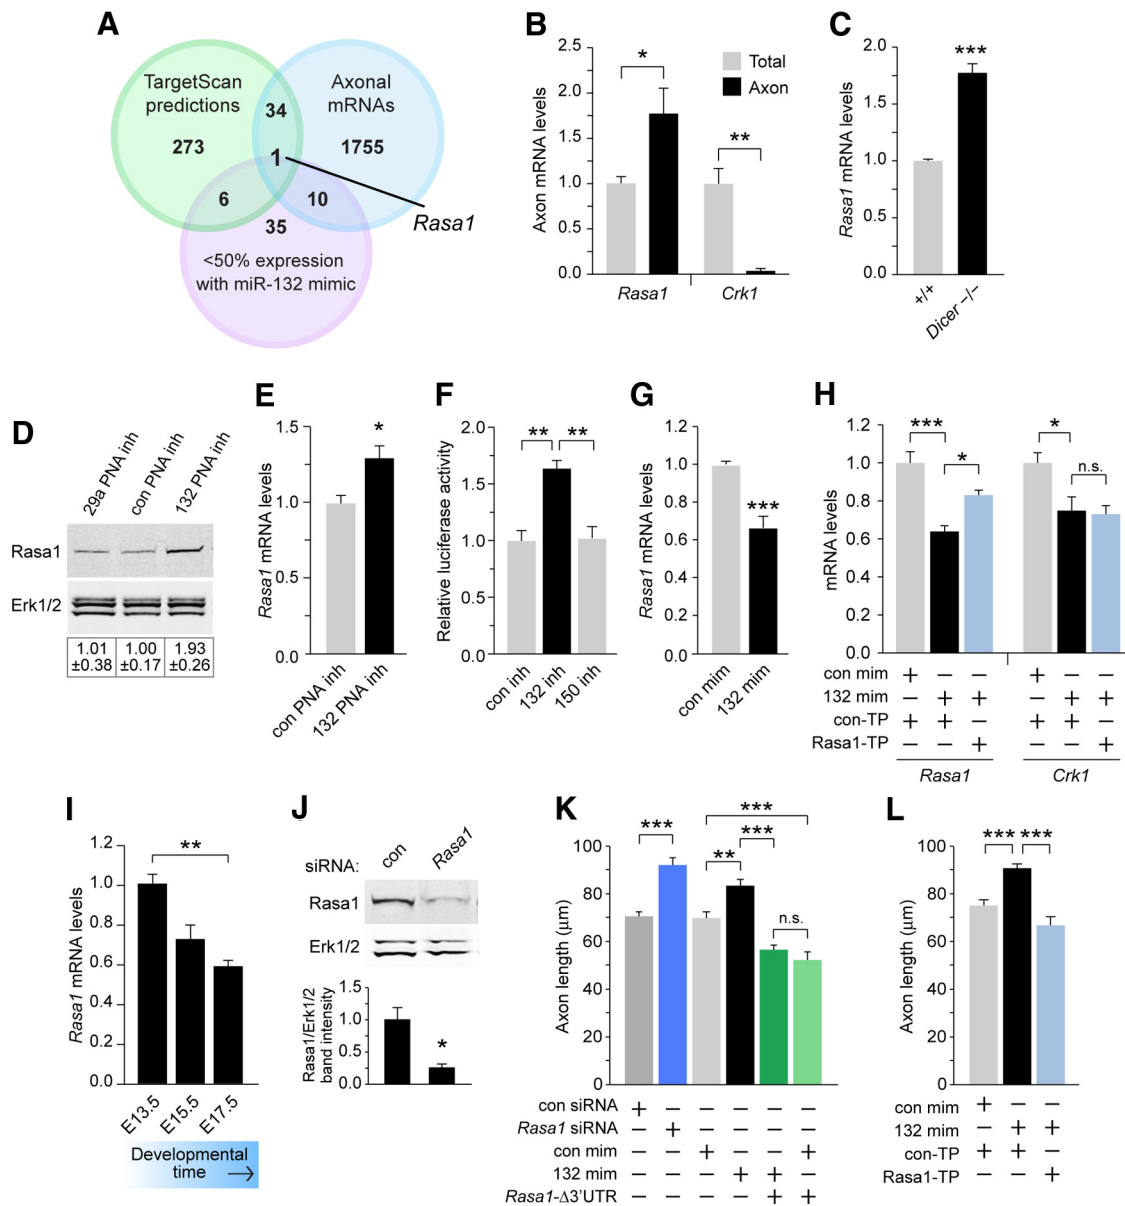 A
TargetScan
predictions
Axonal
mRNAs
34
273
1755
1
6
10
35
Rasa1
<50% expression
with miR-132 mimic
B
Axon mRNA levels
2.5
2.0
1.5
1.0
0.5
0.0
*
**
Total
Axon
Rasa1
Crk1
C
Rasa1 mRNA levels
2.0
1.5
1.0
0.5
0.0
***
+/+
Dicer −/−
D
29a PNA inh
con PNA inh
132 PNA inh
Rasa1
Erk1/2
1.01 1.00 1.93
±0.38 ±0.17 ±0.26
E
Rasa1 mRNA levels
1.5
1.0
0.5
0.0
*
con PNA inh
132 PNA inh
F
Relative luciferase activity
2.0
1.5
1.0
0.5
0.0
** **
con inh
132 inh
150 inh
G
Rasa1 mRNA levels
1.2
1.0
0.8
0.6
0.4
0.2
0.0
***
con mim
132 mim
H
mRNA levels
1.2
1.0
0.8
0.6
0.4
0.2
0.0
***
*
*
n.s.
con mim + − − + − −
132 mim − + + − + +
con-TP + + − + + −
Rasa1-TP − − + − − +
Rasa1 Crk1
I
Rasa1 mRNA levels
1.2
1.0
0.8
0.6
0.4
0.2
0.0
**
E13.5
E15.5
E17.5
Developmental
time →
J
siRNA: con Rasa1
Rasa1
Erk1/2
Rasa1/Erk1/2
band intensity
1.5
1.0
0.5
0.0
*
K
Axon length (μm)
100
80
60
40
20
0
***
***
***
**
n.s.
con siRNA + − − − − −
Rasa1 siRNA − + − − − −
con mim − − + − − +
132 mim − − − + + −
Rasa1-Δ3'UTR − − − − + +
L
Axon length (μm)
100
80
60
40
20
0
*** ***
con mim + − −
132 mim − + +
con-TP + + −
Rasa1-TP − − +